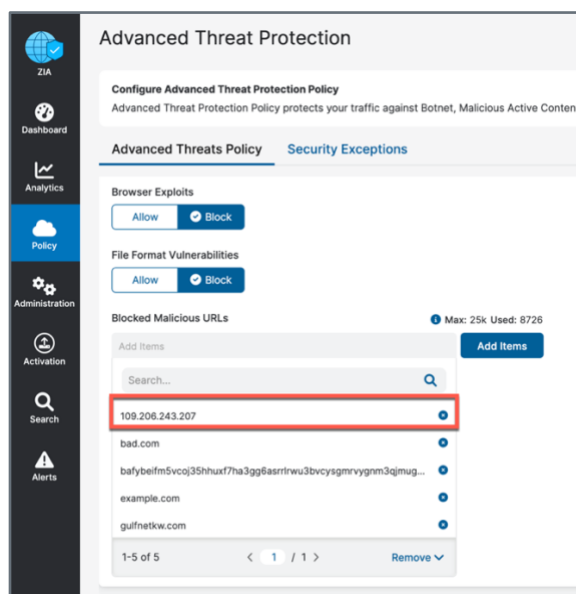 Advanced Threat Protection
ZIA
Configure Advanced Threat Protection Policy
Advanced Threat Protection Policy protects your traffic against Botnet, Malicious Active Conten
Dashboard
Advanced Threats Policy Security Exceptions
Analytics
Browser Exploits
Allow Block
Policy
File Format Vulnerabilities
Allow Block
Administration
Blocked Malicious URLs Max: 25k Used: 8726
Add Items Add Items
Activation
Search...
Search
109.206.243.207
bad.com
Alerts
bafybeifm5vcoj35hhuxf7ha3gg6asrrlrwu3bvcysgmrvygnm3qjmug...
example.com
gulfnetkw.com
1-5 of 5 < 1 / 1 > Remove